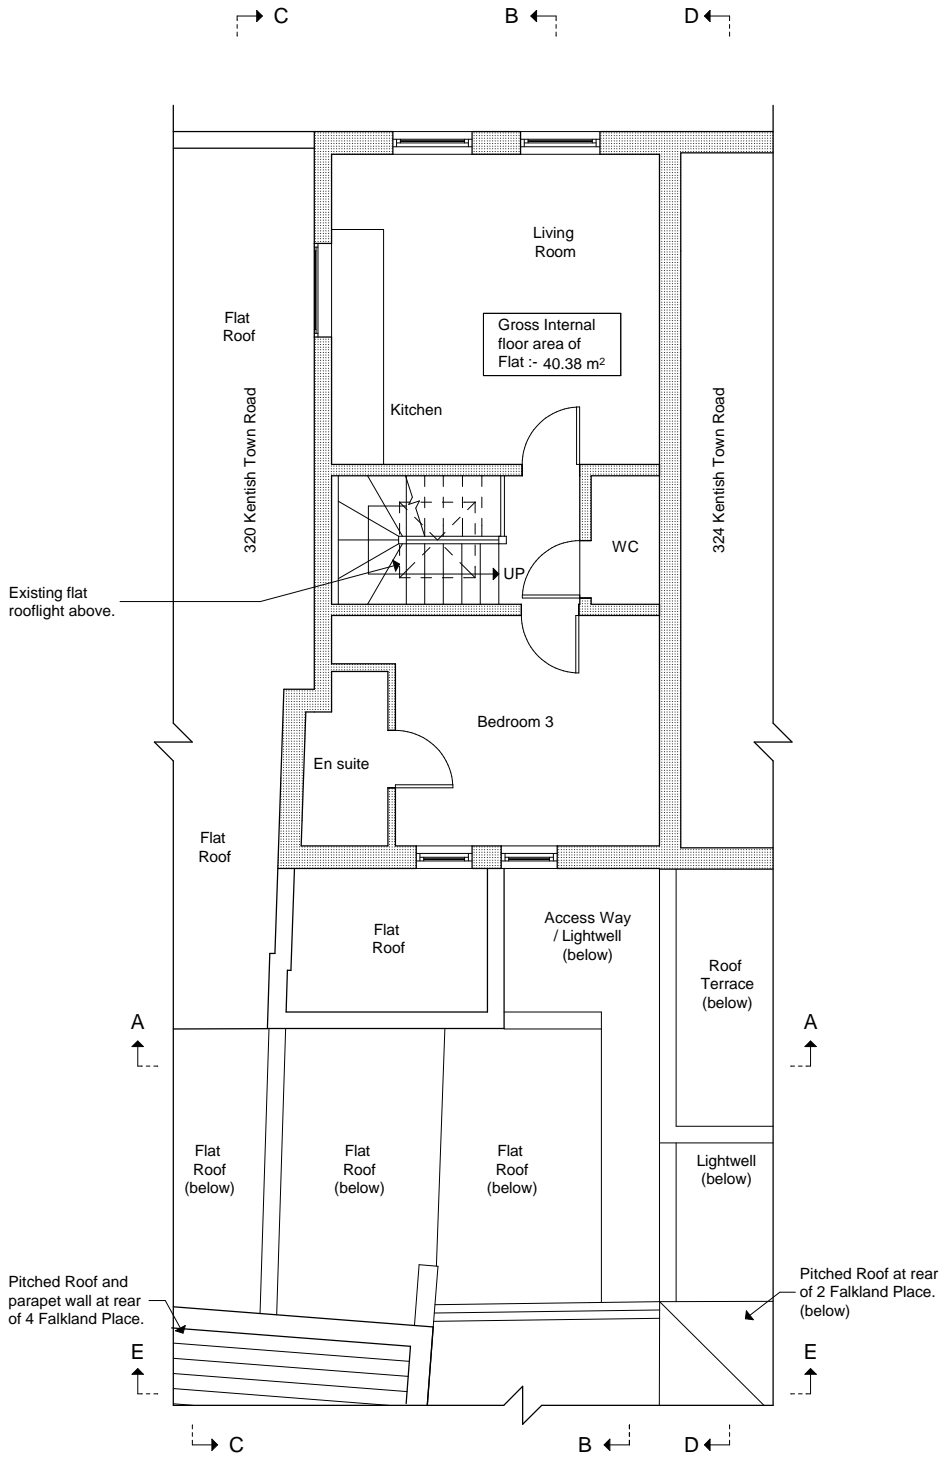 C
B
D
Living
Room
Flat
Roof
Gross Internal
floor area of
Flat :- 40.38 m²
Kitchen
320 Kentish Town Road
324 Kentish Town Road
WC
UP
Existing flat
rooflight above.
Bedroom 3
En suite
Flat
Roof
Flat
Roof
Access Way
/ Lightwell
(below)
Roof
Terrace
(below)
A
A
Flat
Roof
(below)
Flat
Roof
(below)
Flat
Roof
(below)
Lightwell
(below)
Pitched Roof and
parapet wall at rear
of 4 Falkland Place.
Pitched Roof at rear
of 2 Falkland Place.
(below)
E
E
C
B
D